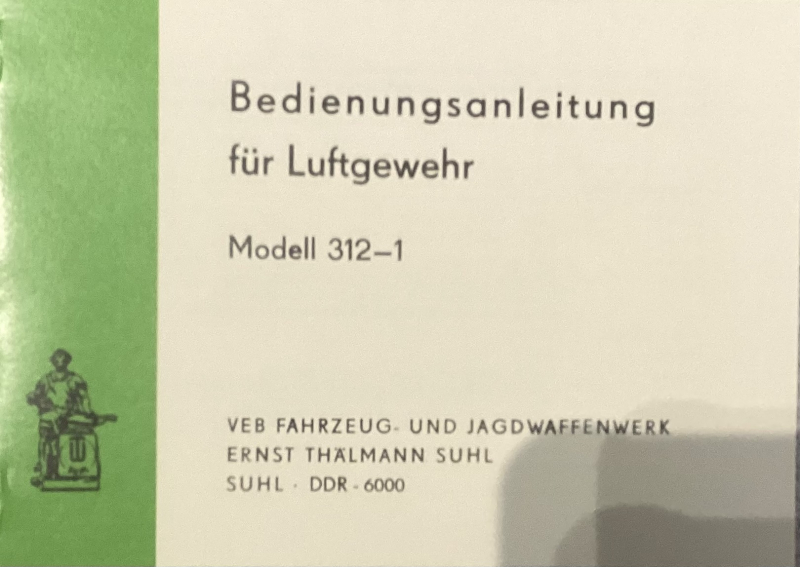 Bedienungsanleitung
für Luftgewehr
Modell 312–1
VEB FAHRZEUG- UND JAGDWAFFENWERK
ERNST THÄLMANN SUHL
SUHL · DDR - 6000